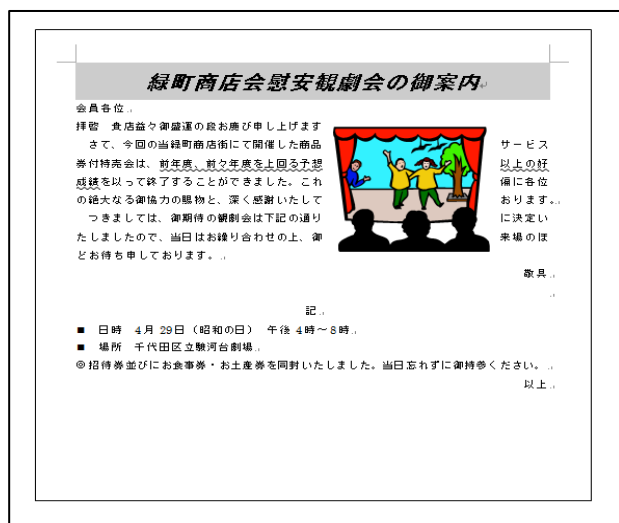 緑町商店会慰安観劇会の御案内
会員各位
拝啓　貴店益々御盛運の段お慶び申し上げます
さて、今回の当緑町商店街にて開催した商品　サービス
券付特売会は、前年度、前々年度を上回る予想　以上の好
成績を以って終了することができました。これ　偏に各位
の絶大なる御協力の賜物と、深く感謝いたして　おります。
つきましては、御期待の観劇会は下記の通り　に決定い
たしましたので、当日はお繰り合わせの上、御　来場のほ
どお待ち申しております。
敬具
記
■　日時　4月29日（昭和の日）　午後4時～8時
■　場所　千代田区立駿河台劇場
◎招待券並びにお食事券・お土産券を同封いたしました。当日忘れずに御持参ください。
以上